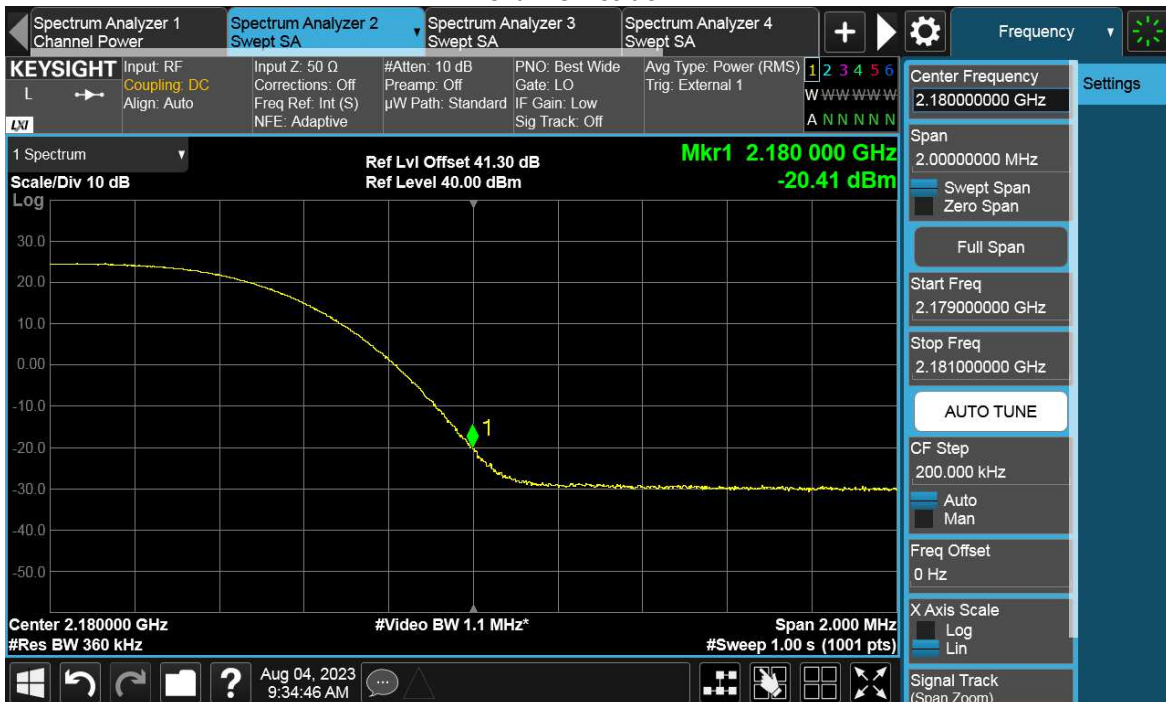 Spectrum Analyzer 1
Channel Power
Spectrum Analyzer 2
Swept SA
Spectrum Analyzer 3
Swept SA
Spectrum Analyzer 4
Swept SA
Frequency
KEYSIGHT
L
LXI
Input: RF
Coupling: DC
Align: Auto
Input Z: 50 Ω
Corrections: Off
Freq Ref: Int (S)
NFE: Adaptive
#Atten: 10 dB
Preamp: Off
µW Path: Standard
PNO: Best Wide
Gate: LO
IF Gain: Low
Sig Track: Off
Avg Type: Power (RMS)
Trig: External 1
1 2 3 4 5 6
W W W W W W
A N N N N N
1 Spectrum
Scale/Div 10 dB
Log
Ref Lvl Offset 41.30 dB
Ref Level 40.00 dBm
Mkr1 2.180 000 GHz
-20.41 dBm
30.0
20.0
10.0
0.00
-10.0
-20.0
-30.0
-40.0
-50.0
1
Center 2.180000 GHz
#Res BW 360 kHz
#Video BW 1.1 MHz*
Span 2.000 MHz
#Sweep 1.00 s (1001 pts)
Aug 04, 2023
9:34:46 AM
?
Center Frequency
2.180000000 GHz
Span
2.00000000 MHz
Swept Span
Zero Span
Full Span
Start Freq
2.179000000 GHz
Stop Freq
2.181000000 GHz
AUTO TUNE
CF Step
200.000 kHz
Auto
Man
Freq Offset
0 Hz
X Axis Scale
Log
Lin
Signal Track
(Span Zoom)
Settings